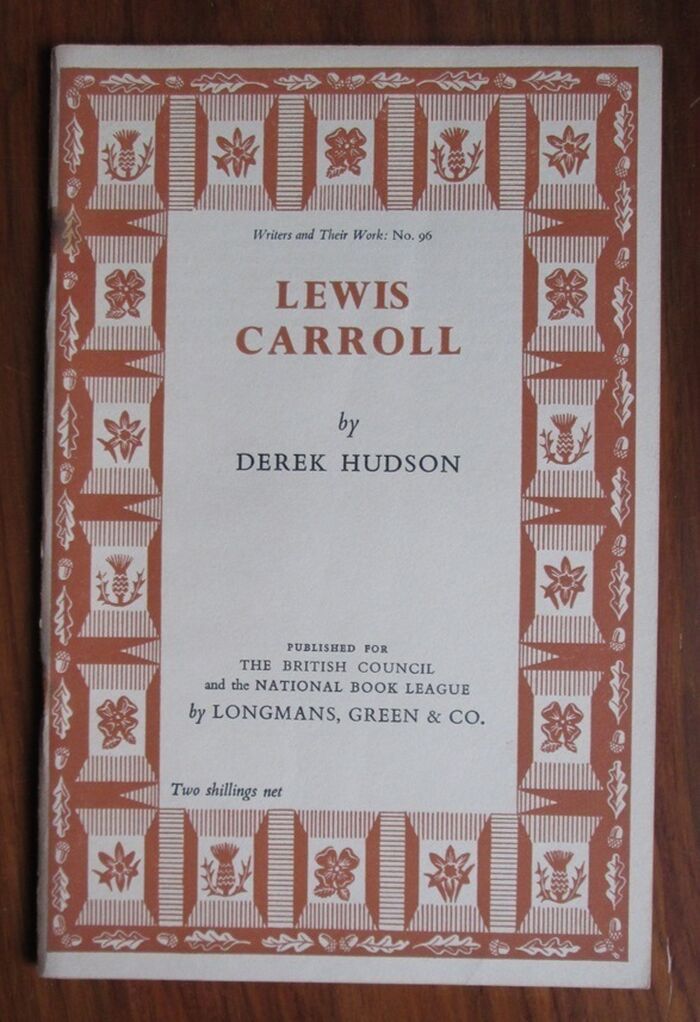 Writers and Their Work: No. 96
LEWIS
CARROLL
by
DEREK HUDSON
PUBLISHED FOR
THE BRITISH COUNCIL
and the NATIONAL BOOK LEAGUE
by LONGMANS, GREEN & CO.
Two shillings net